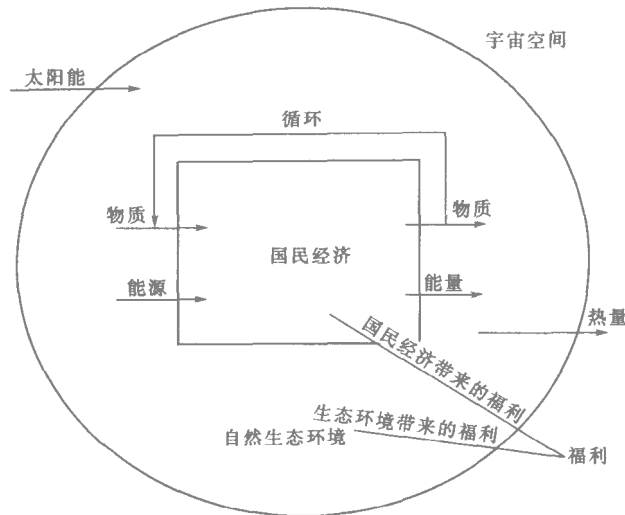 宇宙空间
太阳能
循环
物质
物质
国民经济
能源
能量
热量
国民经济带来的福利
生态环境带来的福利
自然生态环境
福利